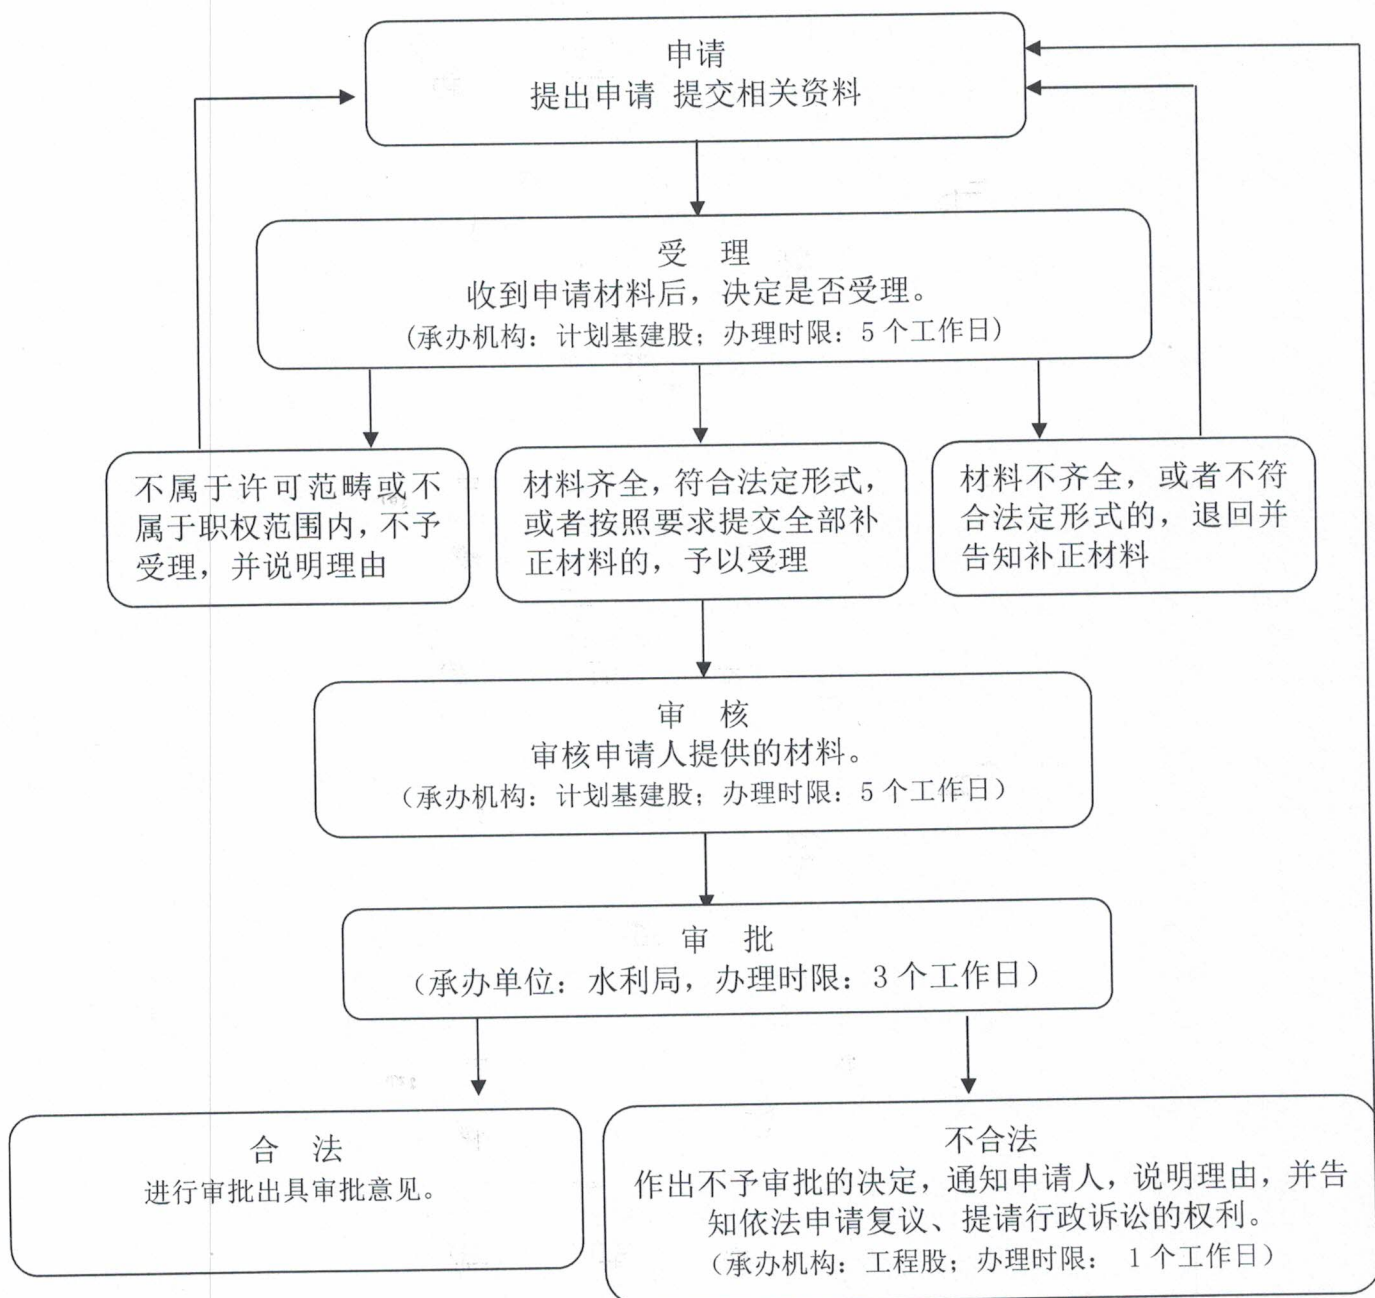 申请
提出申请 提交相关资料
受 理
收到申请材料后，决定是否受理。
(承办机构：计划基建股；办理时限：5 个工作日)
不属于许可范畴或不
属于职权范围内，不予
受理，并说明理由
材料齐全，符合法定形式，
或者按照要求提交全部补
正材料的，予以受理
材料不齐全，或者不符
合法定形式的，退回并
告知补正材料
审 核
审核申请人提供的材料。
（承办机构：计划基建股；办理时限：5 个工作日）
审 批
（承办单位：水利局，办理时限：3 个工作日）
合 法
进行审批出具审批意见。
不合法
作出不予审批的决定，通知申请人，说明理由，并告
知依法申请复议、提请行政诉讼的权利。
（承办机构：工程股；办理时限： 1 个工作日）